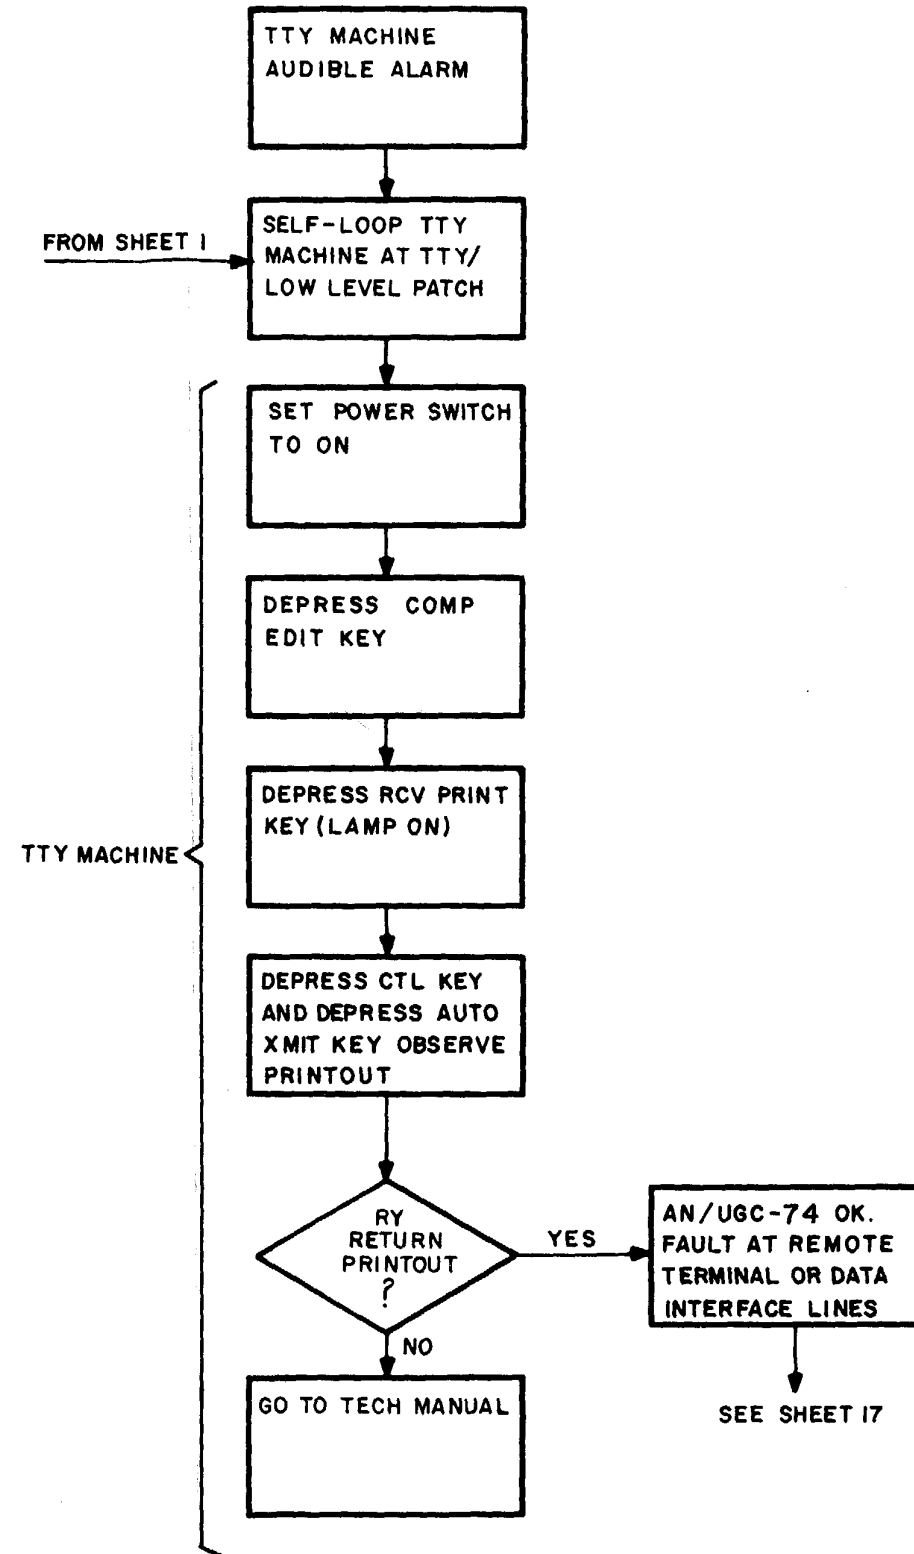 TTY MACHINE
AUDIBLE ALARM
FROM SHEET 1
SELF-LOOP TTY
MACHINE AT TTY/
LOW LEVEL PATCH
SET POWER SWITCH
TO ON
DEPRESS COMP
EDIT KEY
DEPRESS RCV PRINT
KEY (LAMP ON)
TTY MACHINE
DEPRESS CTL KEY
AND DEPRESS AUTO
XMIT KEY OBSERVE
PRINTOUT
RY
RETURN
PRINTOUT
?
YES
AN/UGC-74 OK.
FAULT AT REMOTE
TERMINAL OR DATA
INTERFACE LINES
NO
GO TO TECH MANUAL
SEE SHEET 17